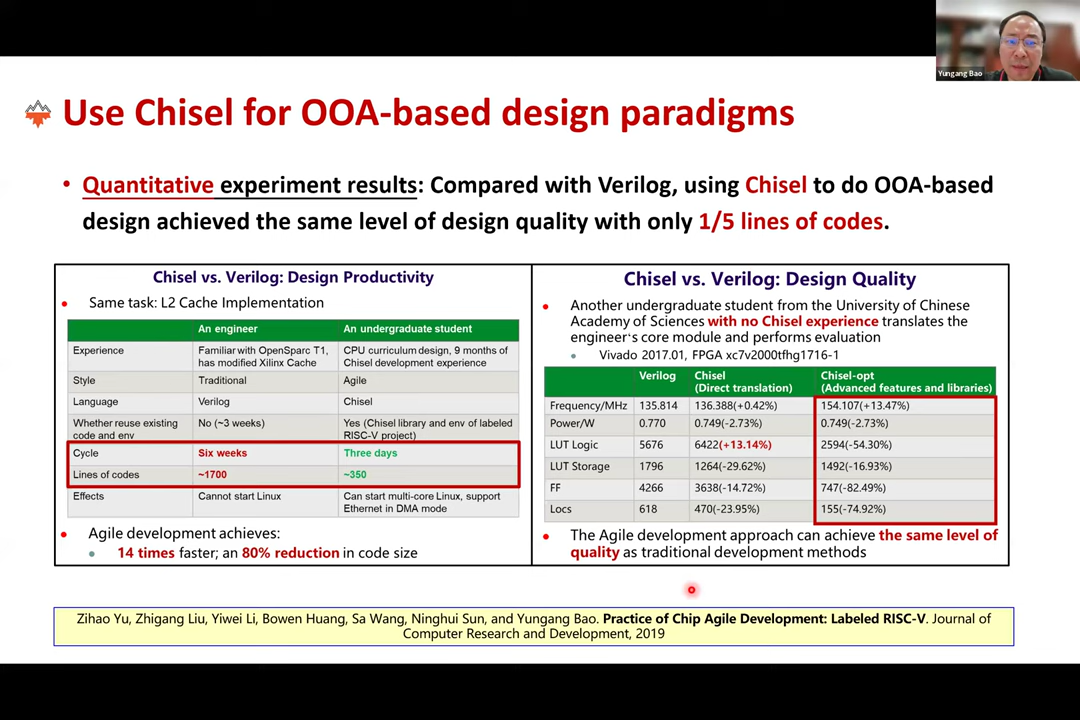 Yungang Bao
Use Chisel for OOA-based design paradigms
• Quantitative experiment results: Compared with Verilog, using Chisel to do OOA-based
design achieved the same level of design quality with only 1/5 lines of codes.
Chisel vs. Verilog: Design Productivity
• Same task: L2 Cache Implementation
An engineer An undergraduate student
Experience Familiar with OpenSparc T1, CPU curriculum design, 9 months of
has modified Xilinx Cache Chisel development experience
Style Traditional Agile
Language Verilog Chisel
Whether reuse existing No (~3 weeks) Yes (Chisel library and env of labeled
code and env RISC-V project)
Cycle Six weeks Three days
Lines of codes ~1700 ~350
Effects Cannot start Linux Can start multi-core Linux, support
Ethernet in DMA mode
• Agile development achieves:
• 14 times faster; an 80% reduction in code size
Chisel vs. Verilog: Design Quality
• Another undergraduate student from the University of Chinese
Academy of Sciences with no Chisel experience translates the
engineer's core module and performs evaluation
• Vivado 2017.01, FPGA xc7v2000tfhg1716-1
Verilog Chisel Chisel-opt
(Direct translation) (Advanced features and libraries)
Frequency/MHz 135.814 136.388(+0.42%) 154.107(+13.47%)
Power/W 0.770 0.749(-2.73%) 0.749(-2.73%)
LUT Logic 5676 6422(+13.14%) 2594(-54.30%)
LUT Storage 1796 1264(-29.62%) 1492(-16.93%)
FF 4266 3638(-14.72%) 747(-82.49%)
Locs 618 470(-23.95%) 155(-74.92%)
• The Agile development approach can achieve the same level of
quality as traditional development methods
Zihao Yu, Zhigang Liu, Yiwei Li, Bowen Huang, Sa Wang, Ninghui Sun, and Yungang Bao. Practice of Chip Agile Development: Labeled RISC-V. Journal of
Computer Research and Development, 2019